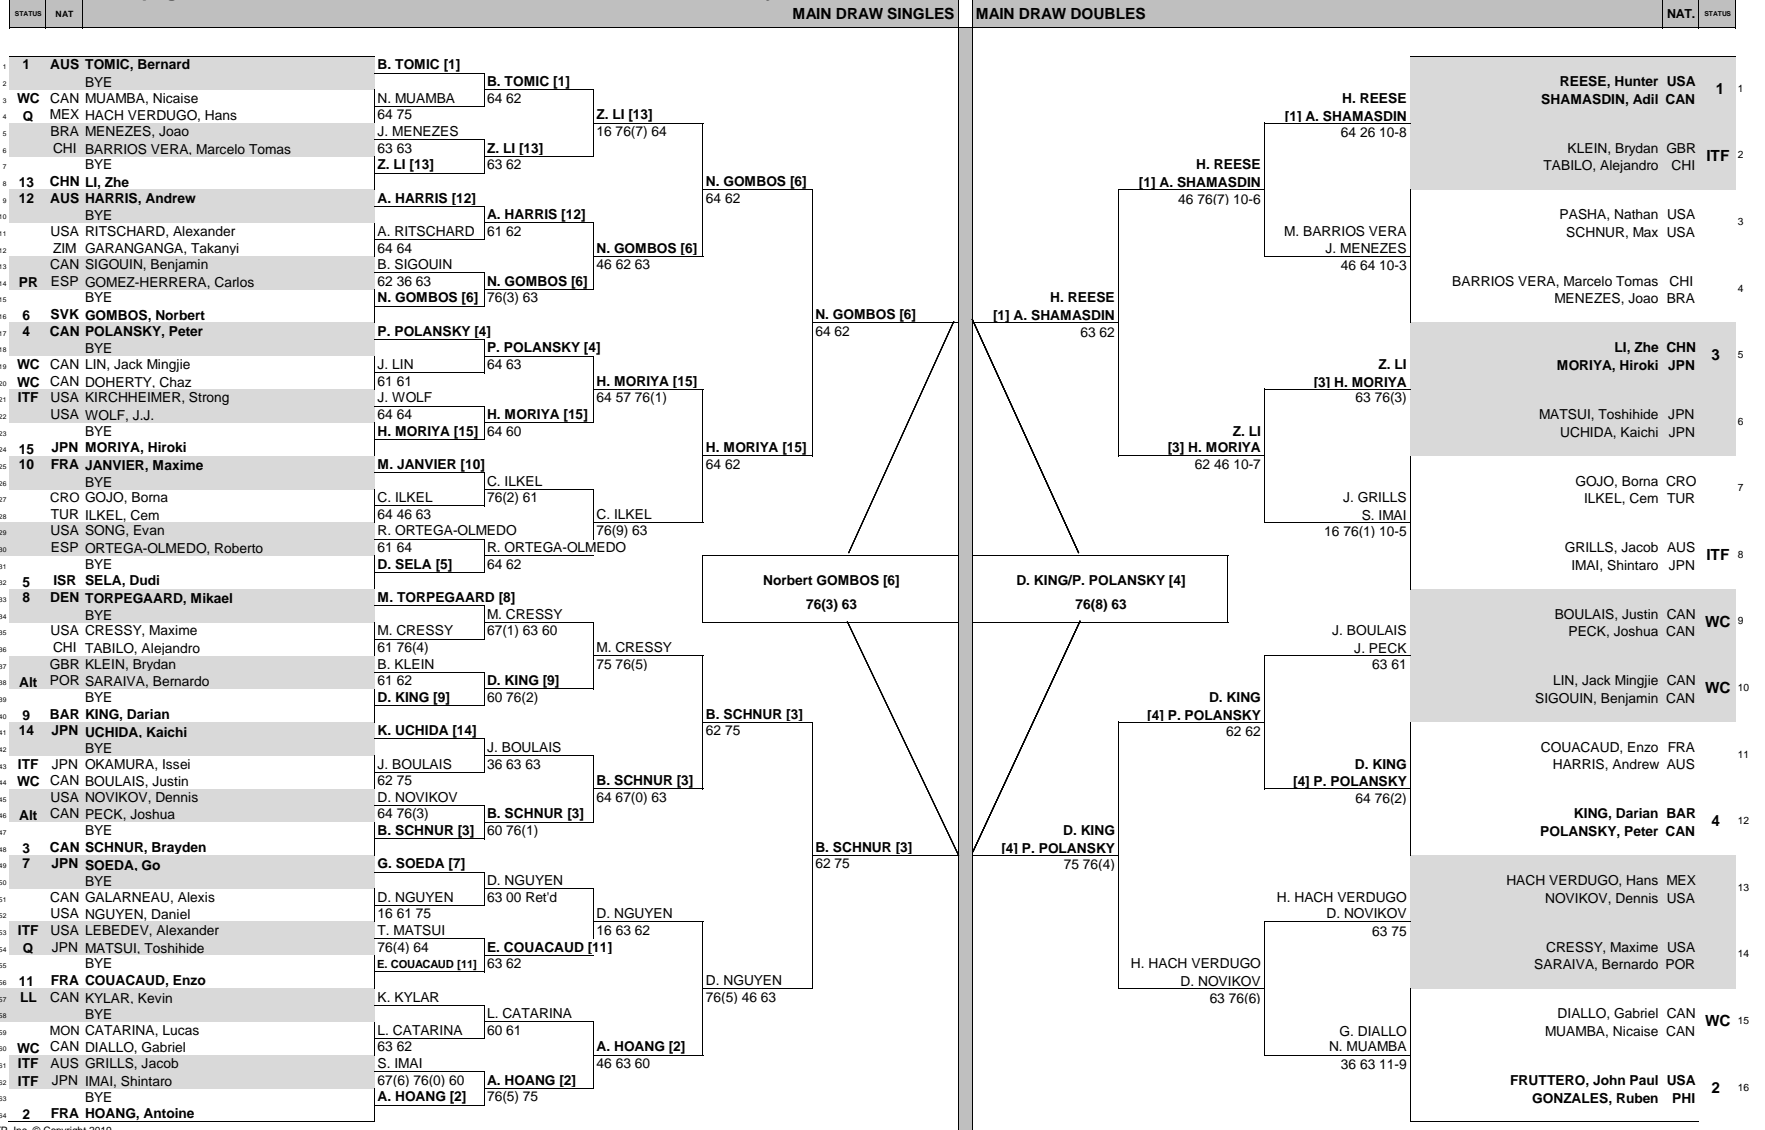 STATUS NAT MAIN DRAW SINGLES MAIN DRAW DOUBLES NAT. STATUS
1 1 AUS TOMIC, Bernard
2 BYE
3 WC CAN MUAMBA, Nicaise
4 Q MEX HACH VERDUGO, Hans
5 BRA MENEZES, Joao
6 CHI BARRIOS VERA, Marcelo Tomas
7 BYE
8 13 CHN LI, Zhe
9 12 AUS HARRIS, Andrew
10 BYE
11 USA RITSCHARD, Alexander
12 ZIM GARANGANGA, Takanyi
13 CAN SIGOUIN, Benjamin
14 PR ESP GOMEZ-HERRERA, Carlos
15 BYE
16 6 SVK GOMBOS, Norbert
17 4 CAN POLANSKY, Peter
18 BYE
19 WC CAN LIN, Jack Mingjie
20 WC CAN DOHERTY, Chaz
21 ITF USA KIRCHHEIMER, Strong
22 USA WOLF, J.J.
23 BYE
24 15 JPN MORIYA, Hiroki
25 10 FRA JANVIER, Maxime
26 BYE
27 CRO GOJO, Borna
28 TUR ILKEL, Cem
29 USA SONG, Evan
30 ESP ORTEGA-OLMEDO, Roberto
31 BYE
32 5 ISR SELA, Dudi
33 8 DEN TORPEGAARD, Mikael
34 BYE
35 USA CRESSY, Maxime
36 CHI TABILO, Alejandro
37 GBR KLEIN, Brydan
38 Alt POR SARAIVA, Bernardo
39 BYE
40 9 BAR KING, Darian
41 14 JPN UCHIDA, Kaichi
42 BYE
43 ITF JPN OKAMURA, Issei
44 WC CAN BOULAIS, Justin
45 USA NOVIKOV, Dennis
46 Alt CAN PECK, Joshua
47 BYE
48 3 CAN SCHNUR, Brayden
49 7 JPN SOEDA, Go
50 BYE
51 CAN GALARNEAU, Alexis
52 USA NGUYEN, Daniel
53 ITF USA LEBEDEV, Alexander
54 Q JPN MATSUI, Toshihide
55 BYE
56 11 FRA COUACAUD, Enzo
57 LL CAN KYLAR, Kevin
58 BYE
59 MON CATARINA, Lucas
60 WC CAN DIALLO, Gabriel
61 ITF AUS GRILLS, Jacob
62 ITF JPN IMAI, Shintaro
63 BYE
64 2 FRA HOANG, Antoine
B. TOMIC [1]
N. MUAMBA
64 75
J. MENEZES
63 63
Z. LI [13]
A. HARRIS [12]
A. RITSCHARD
64 64
B. SIGOUIN
62 36 63
N. GOMBOS [6]
P. POLANSKY [4]
J. LIN
61 61
J. WOLF
64 64
H. MORIYA [15]
M. JANVIER [10]
C. ILKEL
64 46 63
R. ORTEGA-OLMEDO
61 64
D. SELA [5]
M. TORPEGAARD [8]
M. CRESSY
61 76(4)
B. KLEIN
61 62
D. KING [9]
K. UCHIDA [14]
J. BOULAIS
62 75
D. NOVIKOV
64 76(3)
B. SCHNUR [3]
G. SOEDA [7]
D. NGUYEN
16 61 75
T. MATSUI
76(4) 64
E. COUACAUD [11]
K. KYLAR
L. CATARINA
63 62
S. IMAI
67(6) 76(0) 60
A. HOANG [2]
B. TOMIC [1]
64 62
Z. LI [13]
63 62
A. HARRIS [12]
61 62
N. GOMBOS [6]
76(3) 63
P. POLANSKY [4]
64 63
H. MORIYA [15]
64 60
C. ILKEL
76(2) 61
R. ORTEGA-OLMEDO
64 62
M. CRESSY
67(1) 63 60
D. KING [9]
60 76(2)
J. BOULAIS
36 63 63
B. SCHNUR [3]
60 76(1)
D. NGUYEN
63 00 Ret'd
E. COUACAUD [11]
63 62
L. CATARINA
60 61
A. HOANG [2]
76(5) 75
Z. LI [13]
16 76(7) 64
N. GOMBOS [6]
46 62 63
H. MORIYA [15]
64 57 76(1)
C. ILKEL
76(9) 63
M. CRESSY
75 76(5)
B. SCHNUR [3]
64 67(0) 63
D. NGUYEN
16 63 62
A. HOANG [2]
46 63 60
N. GOMBOS [6]
64 62
H. MORIYA [15]
64 62
B. SCHNUR [3]
62 75
D. NGUYEN
76(5) 46 63
N. GOMBOS [6]
64 62
B. SCHNUR [3]
62 75
Norbert GOMBOS [6]
76(3) 63
D. KING/P. POLANSKY [4]
76(8) 63
H. REESE
[1] A. SHAMASDIN
63 62
D. KING
[4] P. POLANSKY
75 76(4)
H. REESE
[1] A. SHAMASDIN
46 76(7) 10-6
Z. LI
[3] H. MORIYA
62 46 10-7
D. KING
[4] P. POLANSKY
62 62
H. HACH VERDUGO
D. NOVIKOV
63 76(6)
H. REESE
[1] A. SHAMASDIN
64 26 10-8
M. BARRIOS VERA
J. MENEZES
46 64 10-3
Z. LI
[3] H. MORIYA
63 76(3)
J. GRILLS
S. IMAI
16 76(1) 10-5
J. BOULAIS
J. PECK
63 61
D. KING
[4] P. POLANSKY
64 76(2)
H. HACH VERDUGO
D. NOVIKOV
63 75
G. DIALLO
N. MUAMBA
36 63 11-9
REESE, Hunter USA
SHAMASDIN, Adil CAN
1 1
KLEIN, Brydan GBR
TABILO, Alejandro CHI
ITF 2
PASHA, Nathan USA
SCHNUR, Max USA
3
BARRIOS VERA, Marcelo Tomas CHI
MENEZES, Joao BRA
4
LI, Zhe CHN
MORIYA, Hiroki JPN
3 5
MATSUI, Toshihide JPN
UCHIDA, Kaichi JPN
6
GOJO, Borna CRO
ILKEL, Cem TUR
7
GRILLS, Jacob AUS
IMAI, Shintaro JPN
ITF 8
BOULAIS, Justin CAN
PECK, Joshua CAN
WC 9
LIN, Jack Mingjie CAN
SIGOUIN, Benjamin CAN
WC 10
COUACAUD, Enzo FRA
HARRIS, Andrew AUS
11
KING, Darian BAR
POLANSKY, Peter CAN
4 12
HACH VERDUGO, Hans MEX
NOVIKOV, Dennis USA
13
CRESSY, Maxime USA
SARAIVA, Bernardo POR
14
DIALLO, Gabriel CAN
MUAMBA, Nicaise CAN
WC 15
FRUTTERO, John Paul USA
GONZALES, Ruben PHI
2 16
Inc. © Copyright 2019